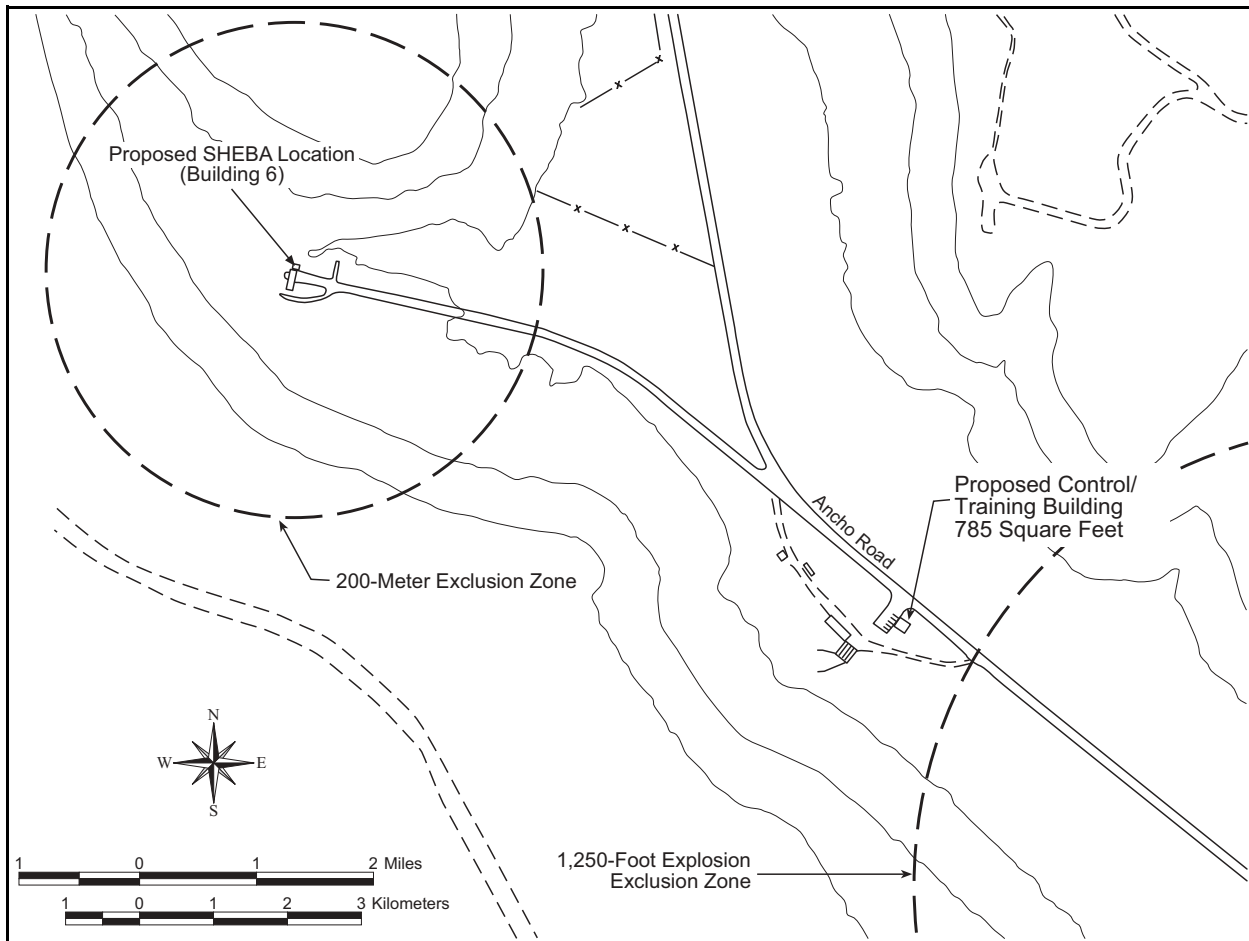 Proposed SHEBA Location
(Building 6)
Ancho Road
Proposed Control/
Training Building
785 Square Feet
200-Meter Exclusion Zone
N
W E
S
1 0 1 2 Miles
1 0 1 2 3 Kilometers
1,250-Foot Explosion
Exclusion Zone